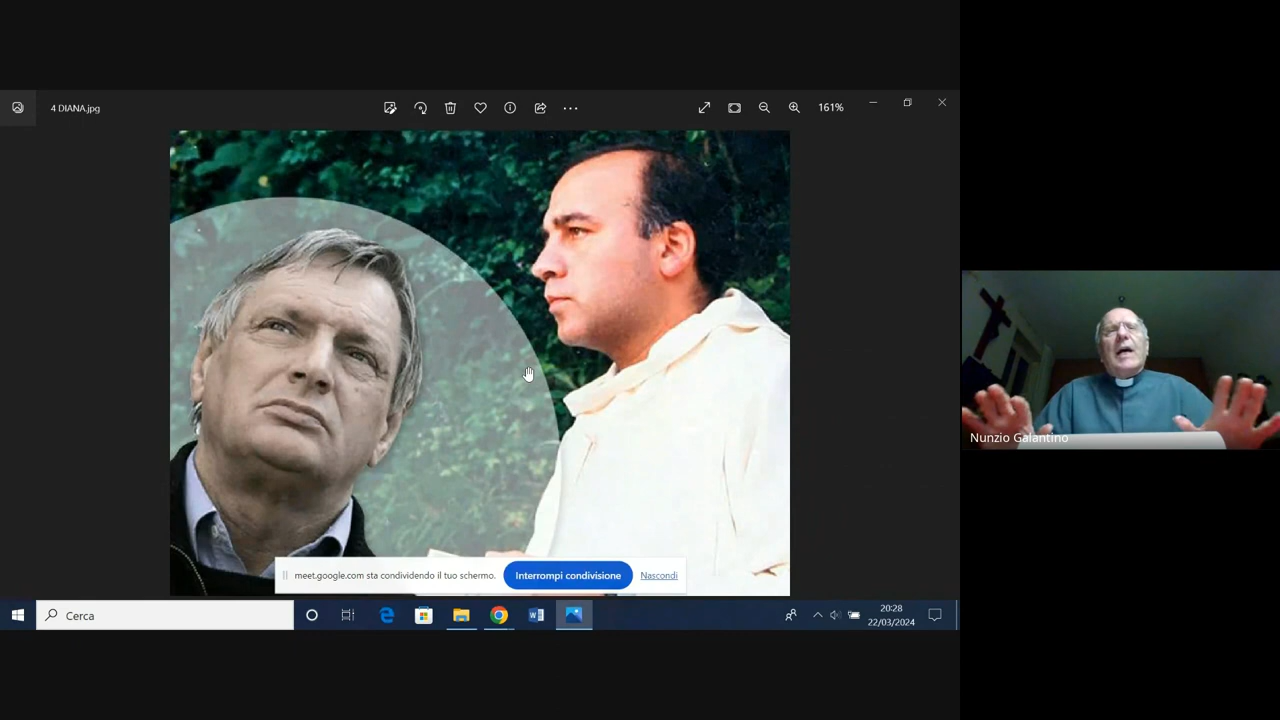 4 DIANA.jpg
161%
Nunzio Galantino
meet.google.com sta condividendo il tuo schermo.
Interrompi condivisione
Nascondi
Cerca
20:28
22/03/2024